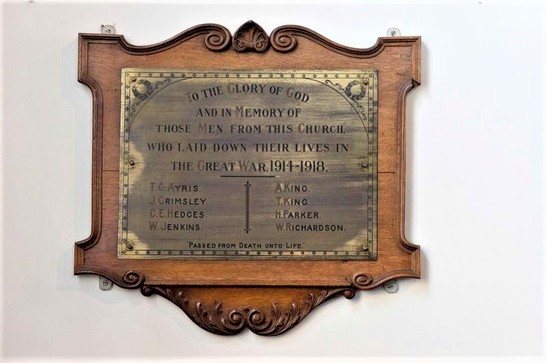 To the Glory of God
and in Memory of
those Men from this Church,
who laid down their lives in
the Great War, 1914-1918.
T.G. Ayris
J. Grimsley
C.E. Hedges
W. Jenkins
A. King
T. King
H. Parker
W. Richardson.
"Passed from Death unto Life"